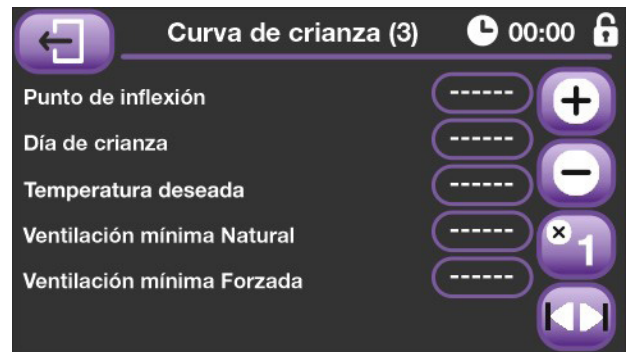 Curva de crianza (3) 00:00
Punto de inflexión ------
Día de crianza ------
Temperatura deseada ------
Ventilación mínima Natural ------
Ventilación mínima Forzada ------
+
−
×1